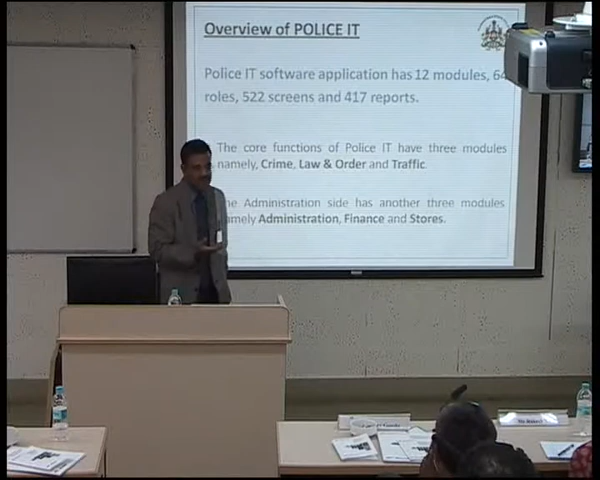 Overview of POLICE IT
Police IT software application has 12 modules, 64
roles, 522 screens and 417 reports.
The core functions of Police IT have three modules
namely, Crime, Law & Order and Traffic.
Administration side has another three modules
Administration, Finance and Stores.